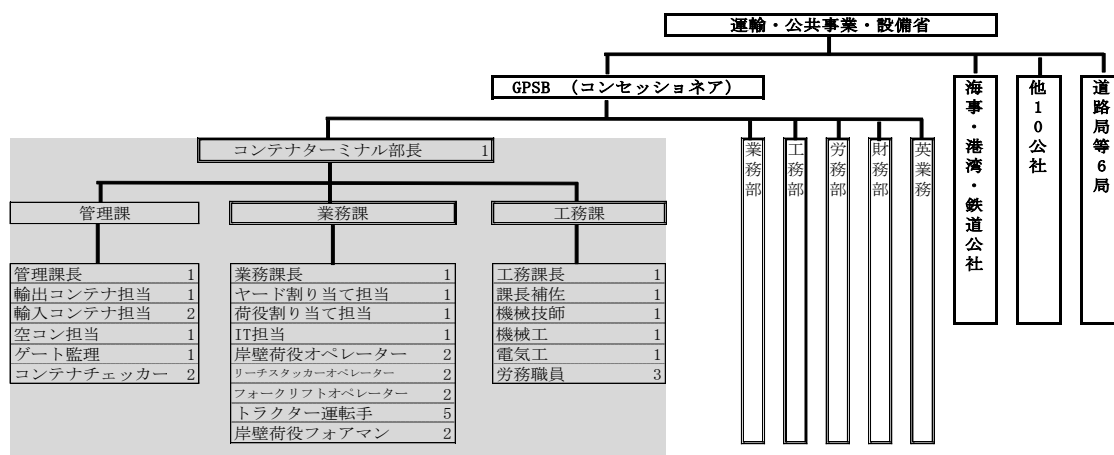 運輸・公共事業・設備省
GPSB （コンセッショネア）
海事・港湾・鉄道公社
他10公社
道路局等6局
コンテナターミナル部長 1
業務部
工務部
労務部
財務部
英業務
管理課
業務課
工務課
管理課長 1
輸出コンテナ担当 1
輸入コンテナ担当 2
空コン担当 1
ゲート監理 1
コンテナチェッカー 2
業務課長 1
ヤード割り当て担当 1
荷役割り当て担当 1
IT担当 1
岸壁荷役オペレーター 2
リーチスタッカーオペレーター 2
フォークリフトオペレーター 2
トラクター運転手 5
岸壁荷役フォアマン 2
工務課長 1
課長補佐 1
機械技師 1
機械工 1
電気工 1
労務職員 3